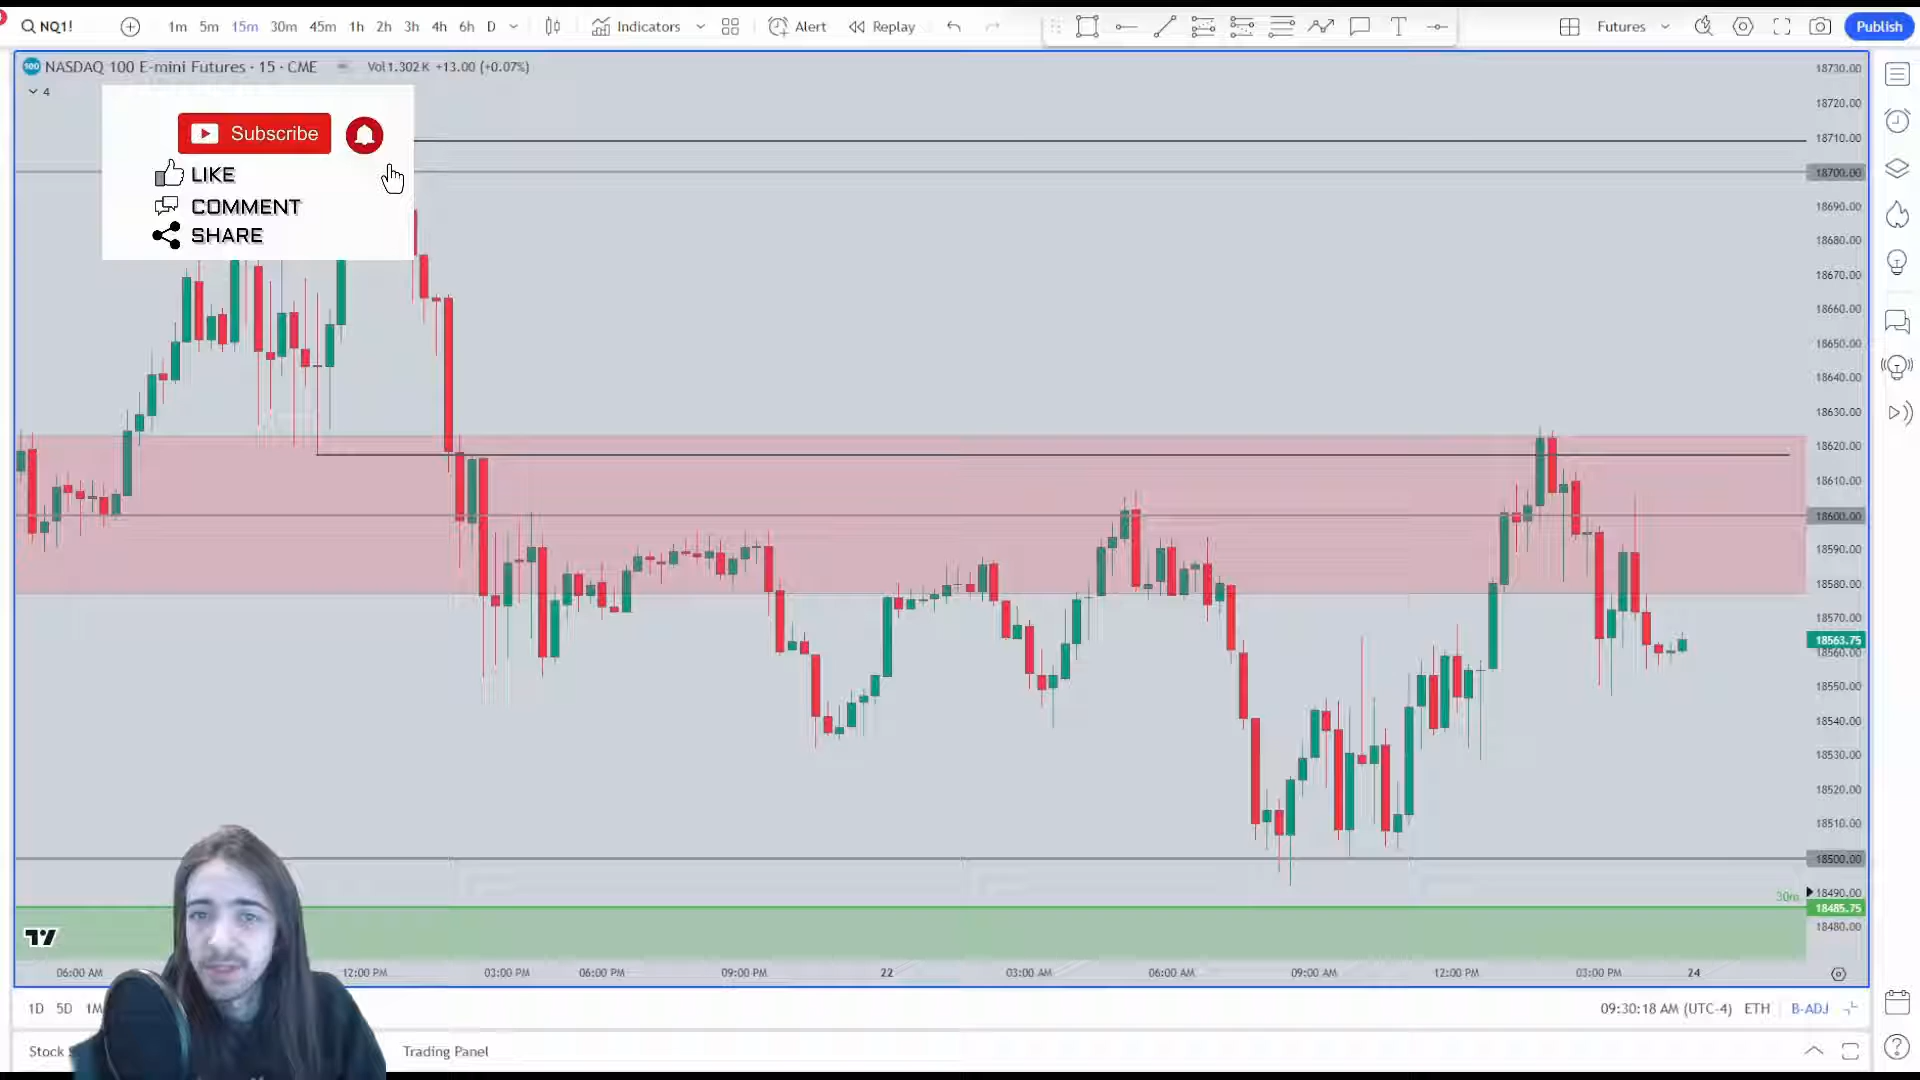 NQ1!
1m 5m 15m 30m 45m 1h 2h 3h 4h 6h D
Indicators
Alert
Replay
Futures
Publish
NASDAQ 100 E-mini Futures · 15 · CME
Vol1.302K +13.00 (+0.07%)
4
Subscribe
LIKE
COMMENT
SHARE
18730.00
18720.00
18710.00
18700.00
18690.00
18680.00
18670.00
18660.00
18650.00
18640.00
18630.00
18620.00
18610.00
18600.00
18590.00
18580.00
18570.00
18563.75
18560.00
18550.00
18540.00
18530.00
18520.00
18510.00
18500.00
30m
18490.00
18485.75
18480.00
06:00 AM 12:00 PM 03:00 PM 06:00 PM 09:00 PM 22 03:00 AM 06:00 AM 09:00 AM 12:00 PM 03:00 PM 24
1D 5D 1M
09:30:18 AM (UTC-4) ETH B-ADJ
Stock
Trading Panel